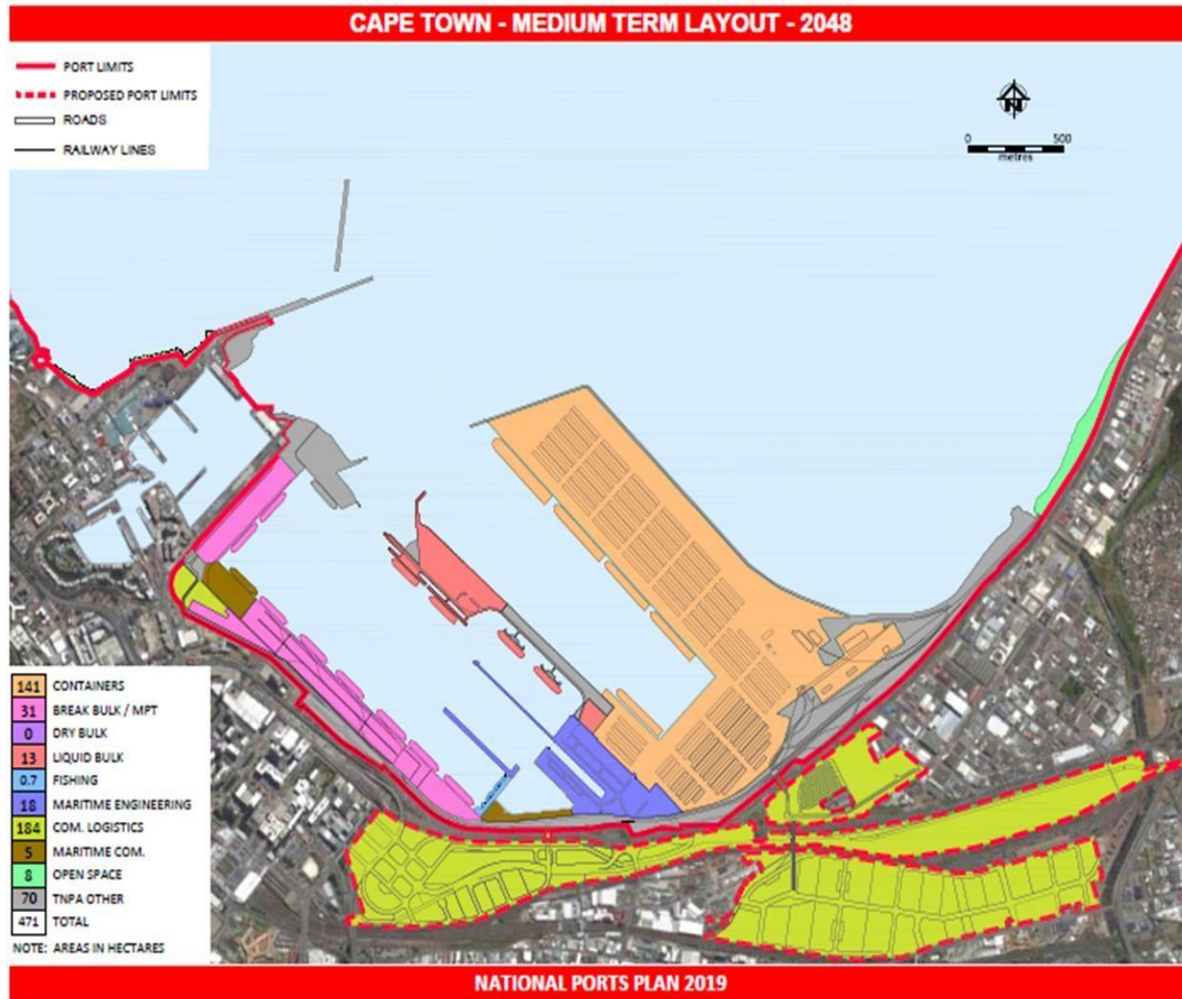 CAPE TOWN - MEDIUM TERM LAYOUT - 2048
PORT LIMITS
PROPOSED PORT LIMITS
ROADS
RAILWAY LINES
N
0 500
metres
141 CONTAINERS
31 BREAK BULK / MPT
0 DRY BULK
13 LIQUID BULK
0.7 FISHING
18 MARITIME ENGINEERING
184 COM. LOGISTICS
5 MARITIME COM.
8 OPEN SPACE
70 TNPA OTHER
471 TOTAL
NOTE: AREAS IN HECTARES
NATIONAL PORTS PLAN 2019